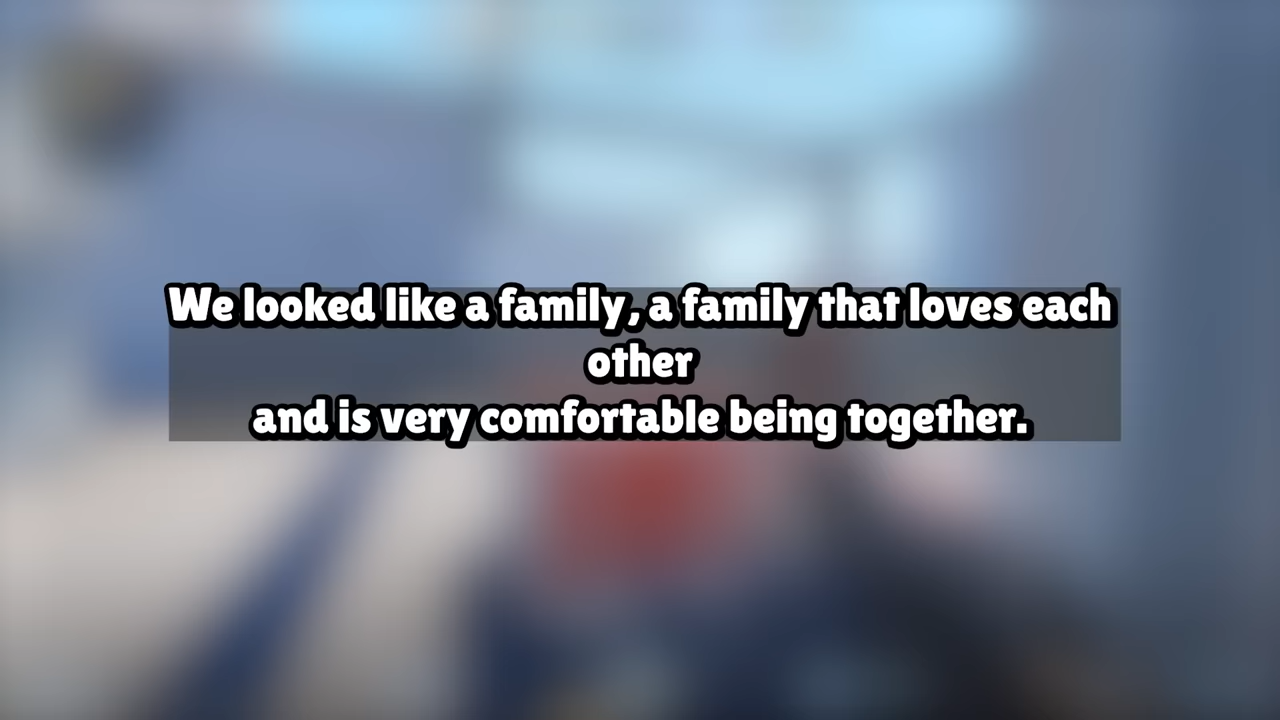 We looked like a family, a family that loves each
other
and is very comfortable being together.